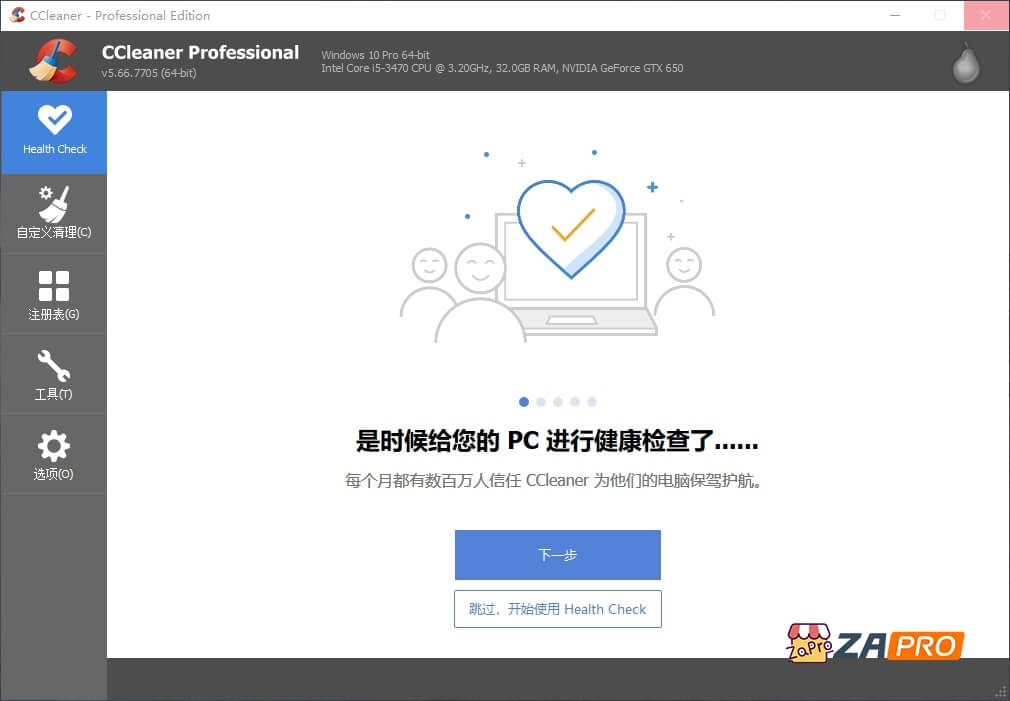 CCleaner - Professional Edition
CCleaner Professional
v5.66.7705 (64-bit)
Windows 10 Pro 64-bit
Intel Core i5-3470 CPU @ 3.20GHz, 32.0GB RAM, NVIDIA GeForce GTX 650
Health Check
自定义清理(C)
注册表(G)
工具(T)
选项(O)
是时候给您的 PC 进行健康检查了......
每个月都有数百万人信任 CCleaner 为他们的电脑保驾护航。
下一步
跳过，开始使用 Health Check
ZaPro
ZAPRO